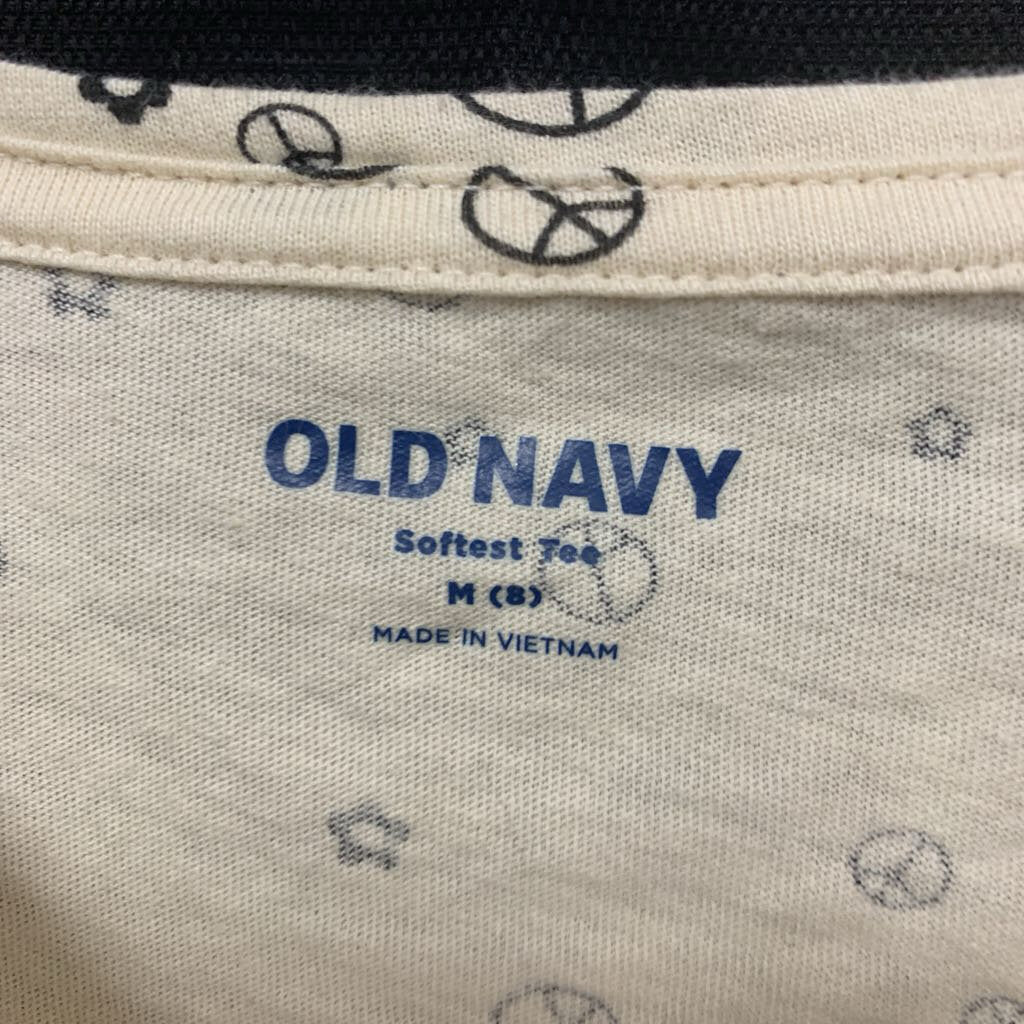 OLD NAVY
Softest Tee
M (8)
MADE IN VIETNAM